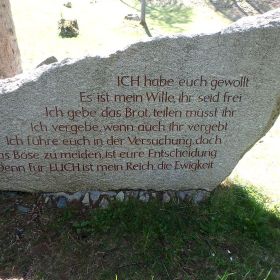 ICH habe euch gewollt
Es ist mein Wille, ihr seid frei
Ich gebe das Brot, teilen müsst ihr
Ich vergebe, wenn auch ihr vergebt
Ich führe euch in der Versuchung, doch
das Böse zu meiden, ist eure Entscheidung
Denn für EUCH ist mein Reich die Ewigkeit